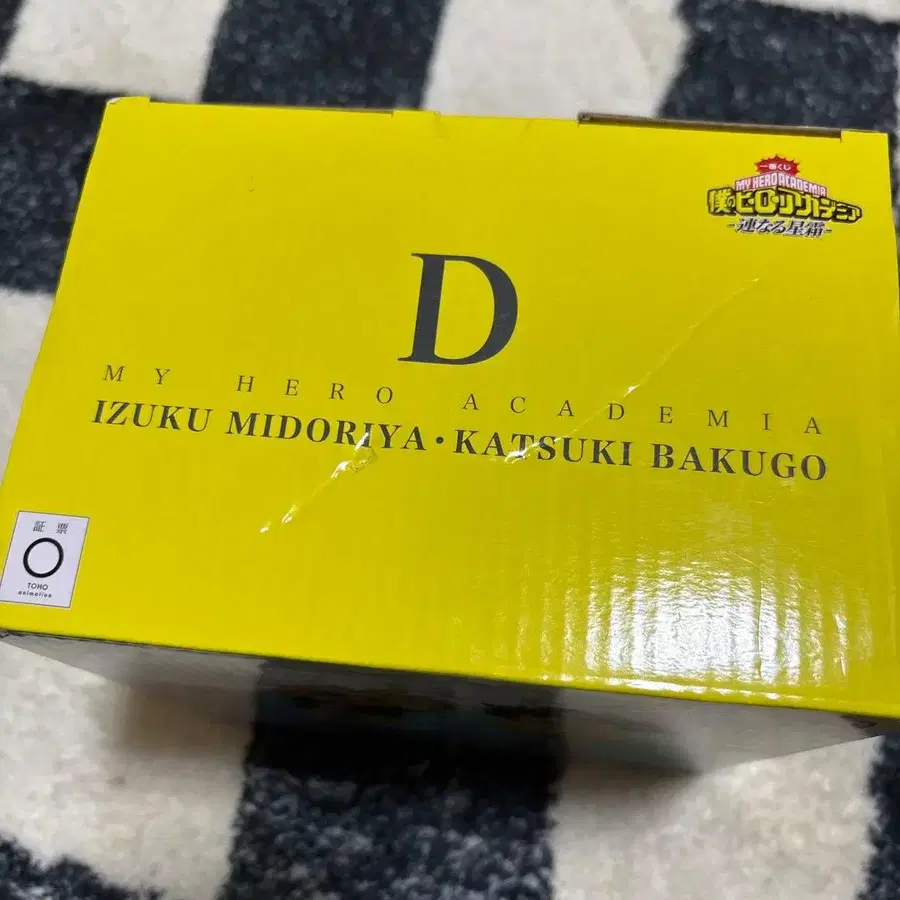 一番くじ
MY HERO ACADEMIA
僕のヒーローアカデミア
-連なる星霜-
D
MY HERO ACADEMIA
IZUKU MIDORIYA・KATSUKI BAKUGO
証票
TOHO
animation